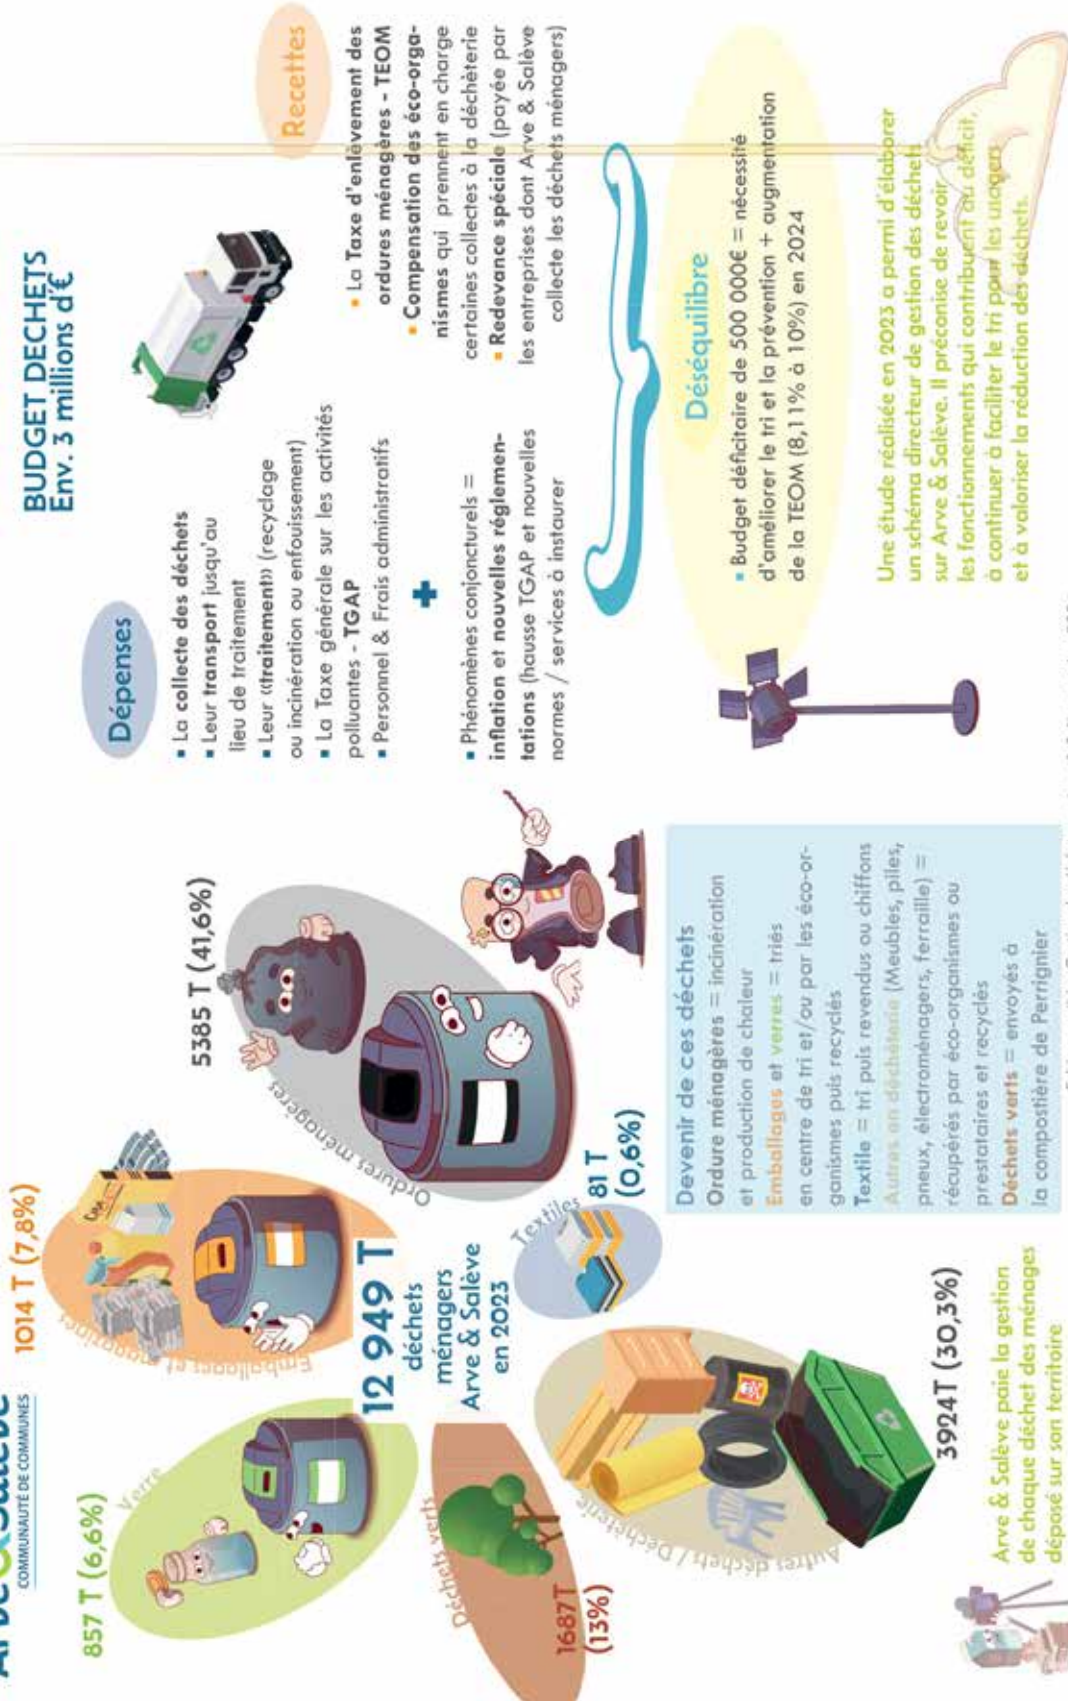 COMMUNAUTÉ DE COMMUNES
857 T (6,6%)
Verre
1014 T (7,8%)
Emballages et magazines
5385 T (41,6%)
Ordures ménagères
12 949 T
déchets
ménagers
Arve & Salève
en 2023
Déchets verts
1687T
(13%)
Textiles
81 T
(0,6%)
Autres déchets / Déchèterie
3924T (30,3%)
Arve & Salève paie la gestion
de chaque déchet des ménages
déposé sur son territoire
Devenir de ces déchets
Ordure ménagères = incinération
et production de chaleur
Emballages et verres = triés
en centre de tri et/ou par les éco-or-
ganismes puis recyclés
Textile = tri puis revendus ou chiffons
Autres en déchèterie (Meubles, piles,
pneux, électroménagers, ferraille) =
récupérés par éco-organismes ou
prestataires et recyclés
Déchets verts = envoyés à
la compostière de Perrignier
BUDGET DECHETS
Env. 3 millions d'€
Dépenses
▪ La collecte des déchets
▪ Leur transport jusqu'au
lieu de traitement
▪ Leur «traitement» (recyclage
ou incinération ou enfouissement)
▪ La Taxe générale sur les activités
polluantes - TGAP
▪ Personnel & Frais administratifs
+
▪ Phénomènes conjoncturels =
inflation et nouvelles réglemen-
tations (hausse TGAP et nouvelles
normes / services à instaurer
Recettes
▪ La Taxe d'enlèvement des
ordures ménagères - TEOM
▪ Compensation des éco-orga-
nismes qui prennent en charge
certaines collectes à la déchèterie
▪ Redevance spéciale (payée par
les entreprises dont Arve & Salève
collecte les déchets ménagers)
Déséquilibre
▪ Budget déficitaire de 500 000€ = nécessité
d'améliorer le tri et la prévention + augmentation
de la TEOM (8,11% à 10%) en 2024
Une étude réalisée en 2023 a permi d'élaborer
un schéma directeur de gestion des déchets
sur Arve & Salève. Il préconise de revoir
les fonctionnements qui contribuent au déficit,
à continuer à faciliter le tri pour les usagers
et à valoriser la réduction des déchets.